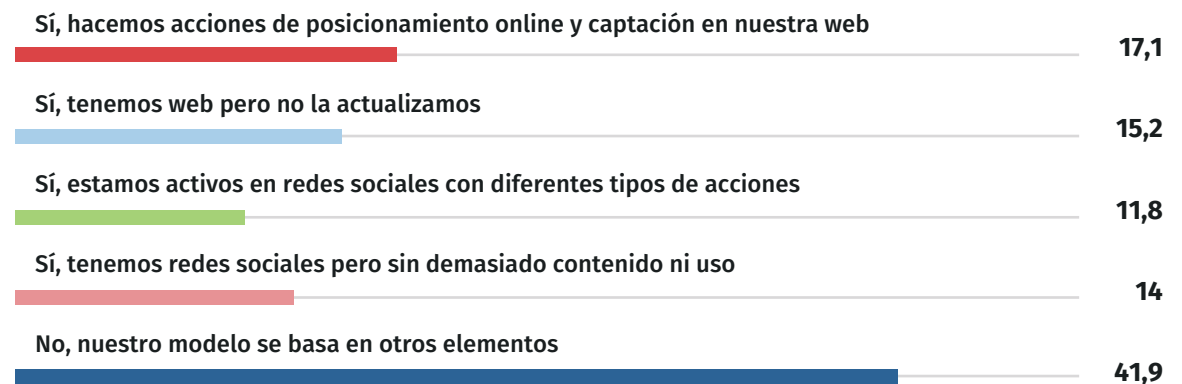 Sí, hacemos acciones de posicionamiento online y captación en nuestra web
17,1
Sí, tenemos web pero no la actualizamos
15,2
Sí, estamos activos en redes sociales con diferentes tipos de acciones
11,8
Sí, tenemos redes sociales pero sin demasiado contenido ni uso
14
No, nuestro modelo se basa en otros elementos
41,9